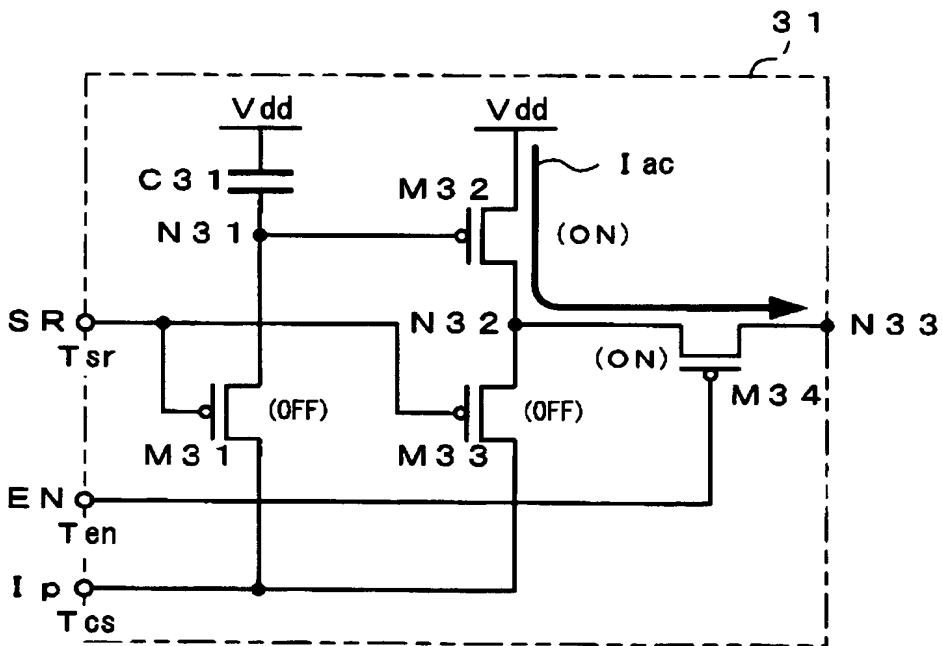 31
Vdd
Vdd
C31
M32
Iac
N31
(ON)
SR
Tsr
N32
N33
(ON)
(OFF)
(OFF)
M34
M31
M33
EN
Ten
Ip
Tcs